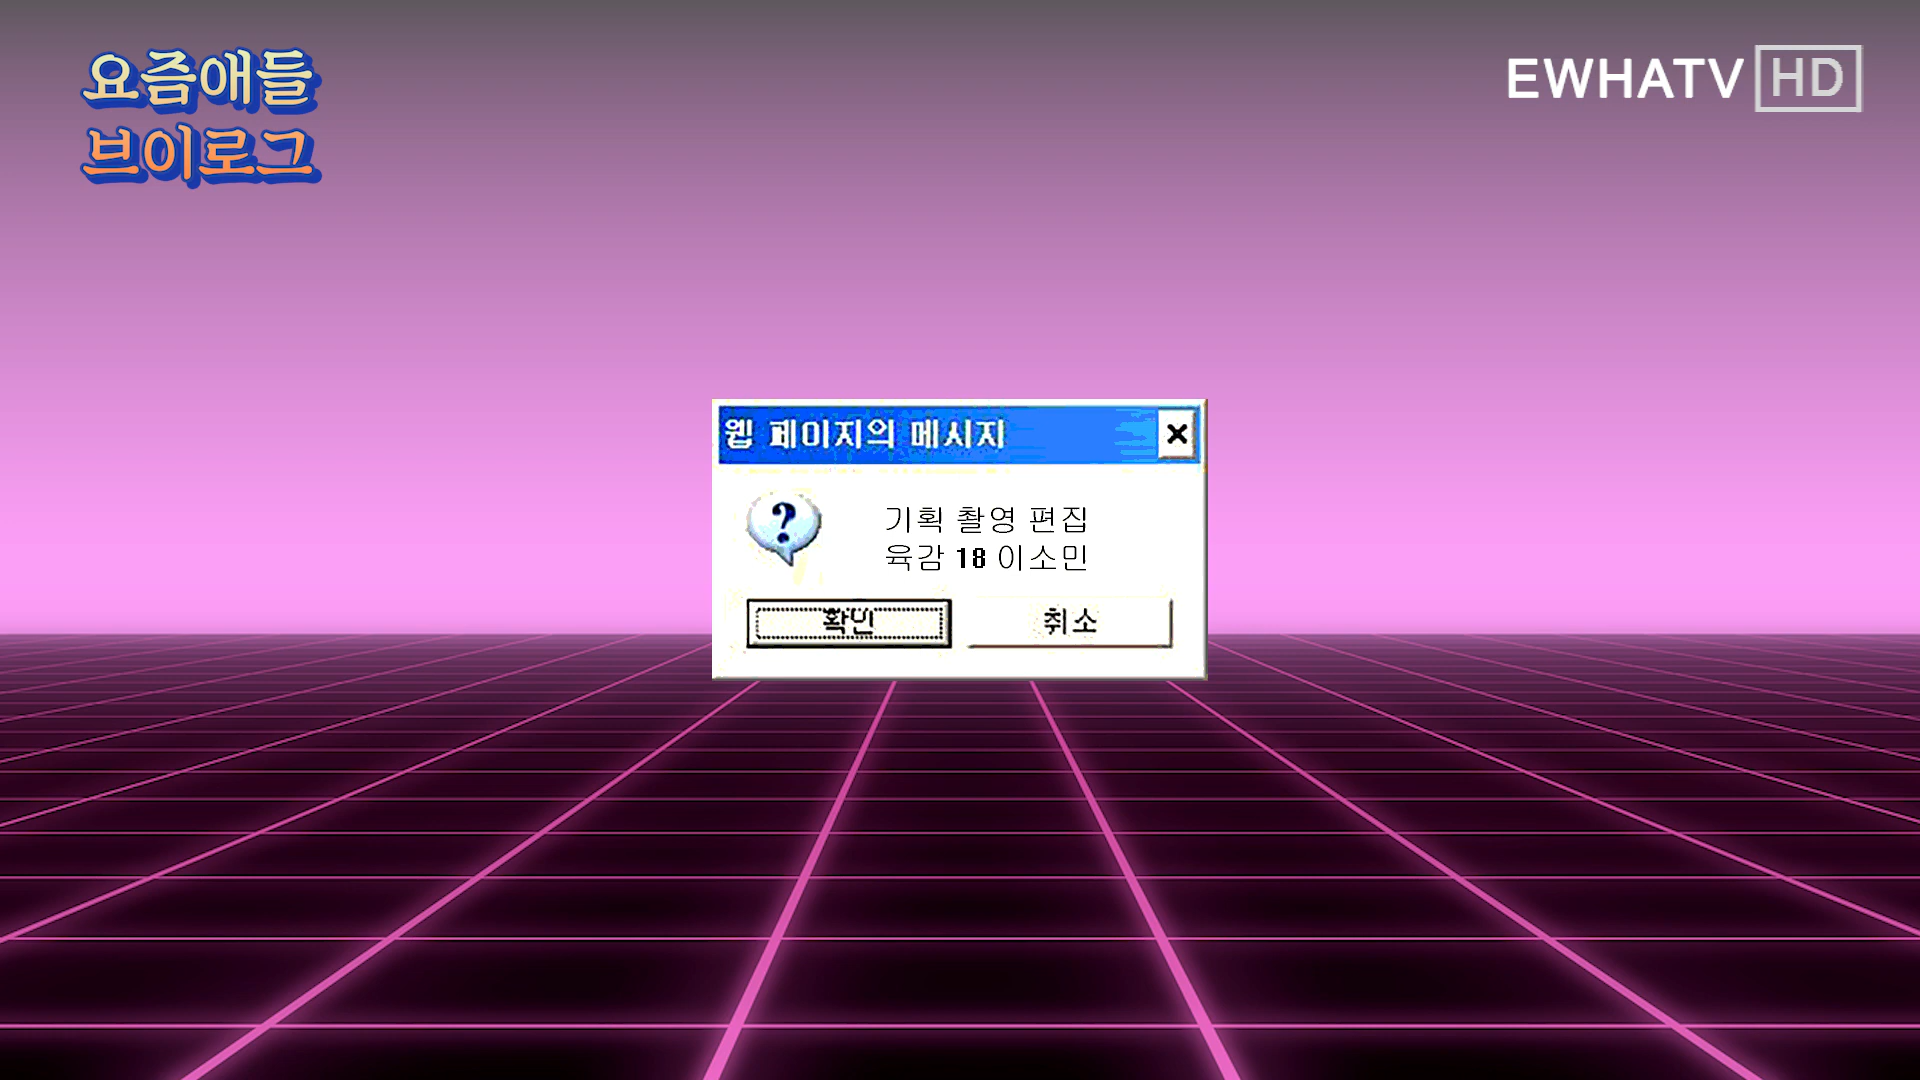 요즘애들
브이로그
EWHATV HD
웹 페이지의 메시지
?
기획 촬영 편집
육감 18 이소민
확인
취소